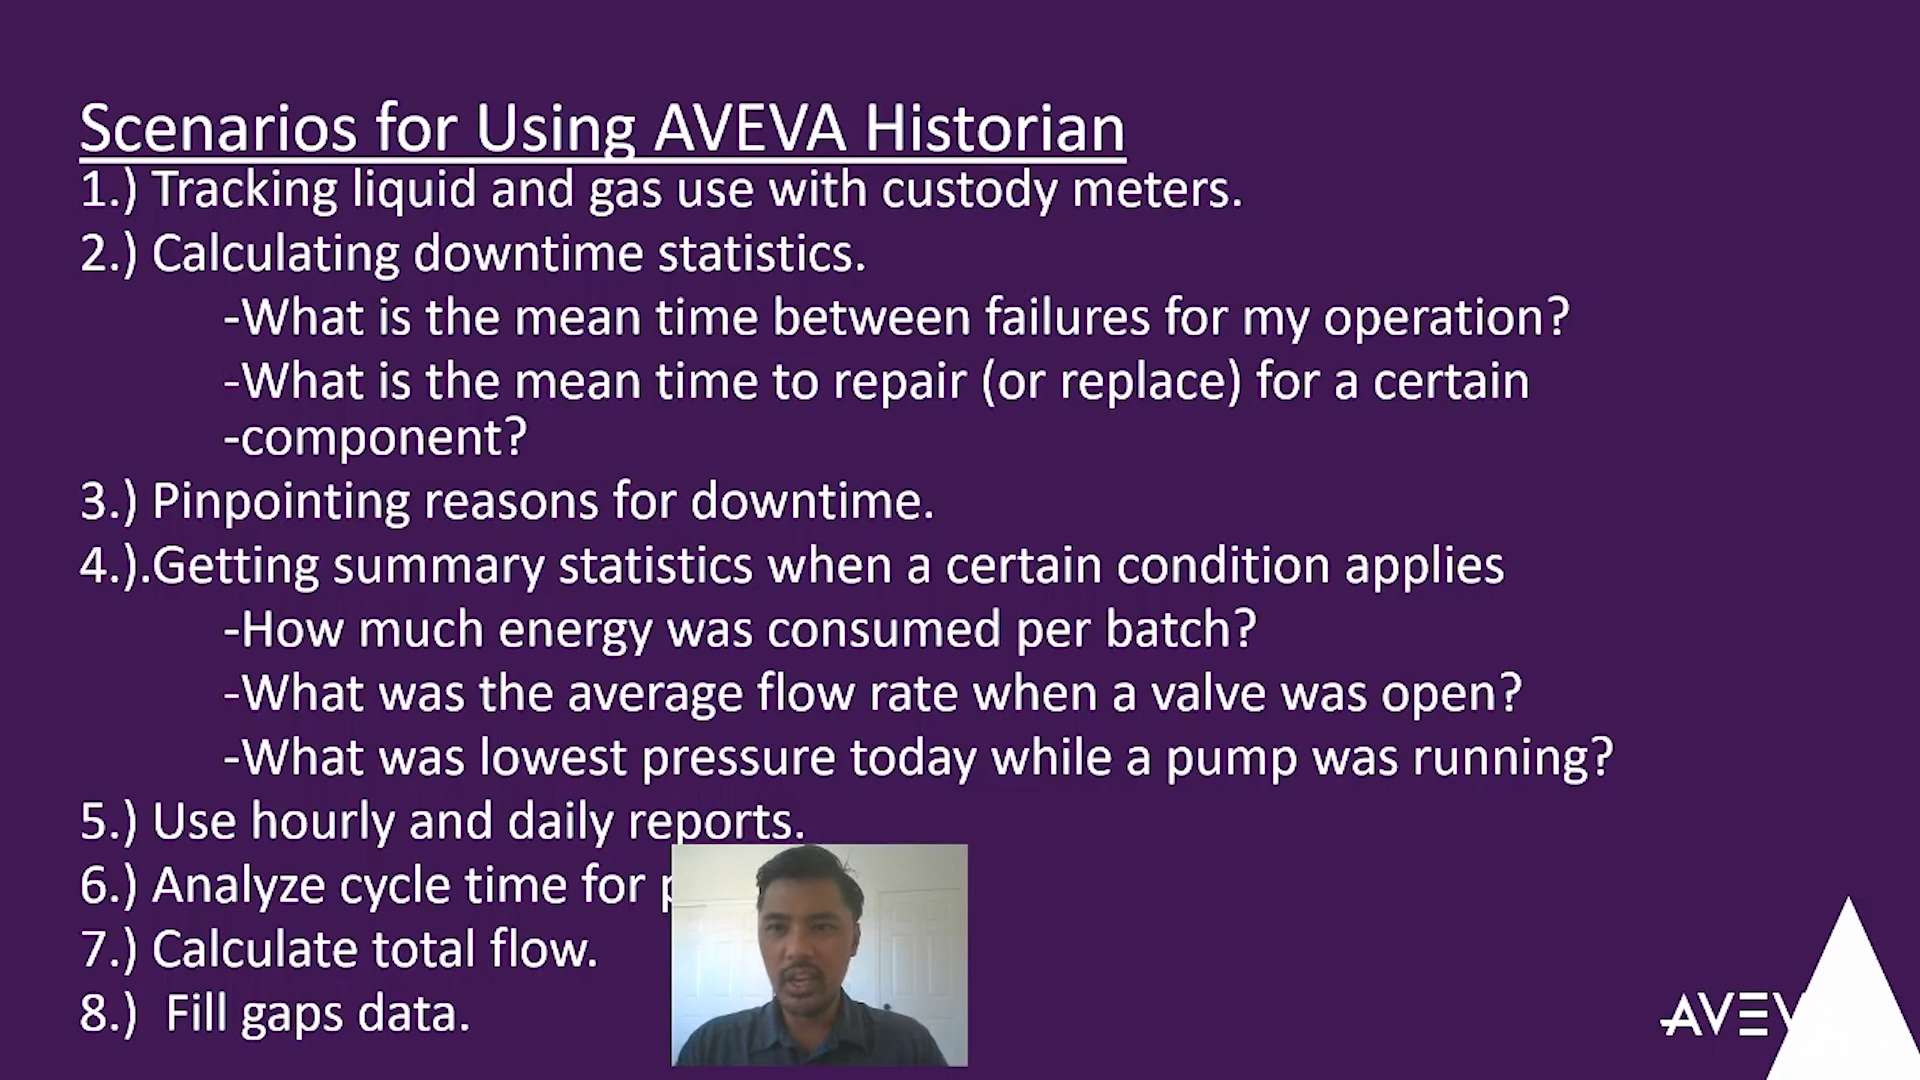 Scenarios for Using AVEVA Historian
1.) Tracking liquid and gas use with custody meters.
2.) Calculating downtime statistics.
-What is the mean time between failures for my operation?
-What is the mean time to repair (or replace) for a certain
-component?
3.) Pinpointing reasons for downtime.
4.).Getting summary statistics when a certain condition applies
-How much energy was consumed per batch?
-What was the average flow rate when a valve was open?
-What was lowest pressure today while a pump was running?
5.) Use hourly and daily reports.
6.) Analyze cycle time for
7.) Calculate total flow.
8.) Fill gaps data.